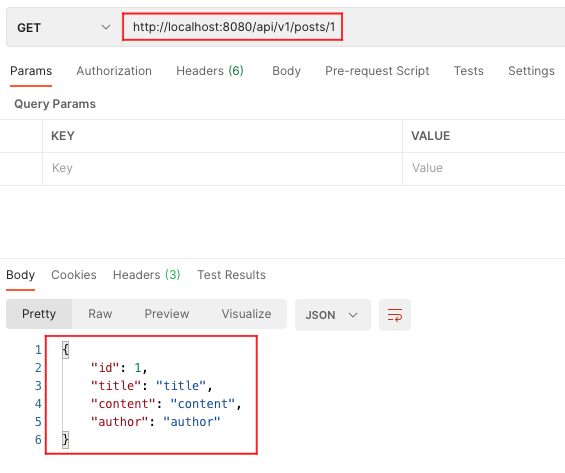 GET http://localhost:8080/api/v1/posts/1
Params Authorization Headers (6) Body Pre-request Script Tests Settings
Query Params
KEY VALUE
Key Value
Body Cookies Headers (3) Test Results
Pretty Raw Preview Visualize JSON
1 {
2 "id": 1,
3 "title": "title",
4 "content": "content",
5 "author": "author"
6 }